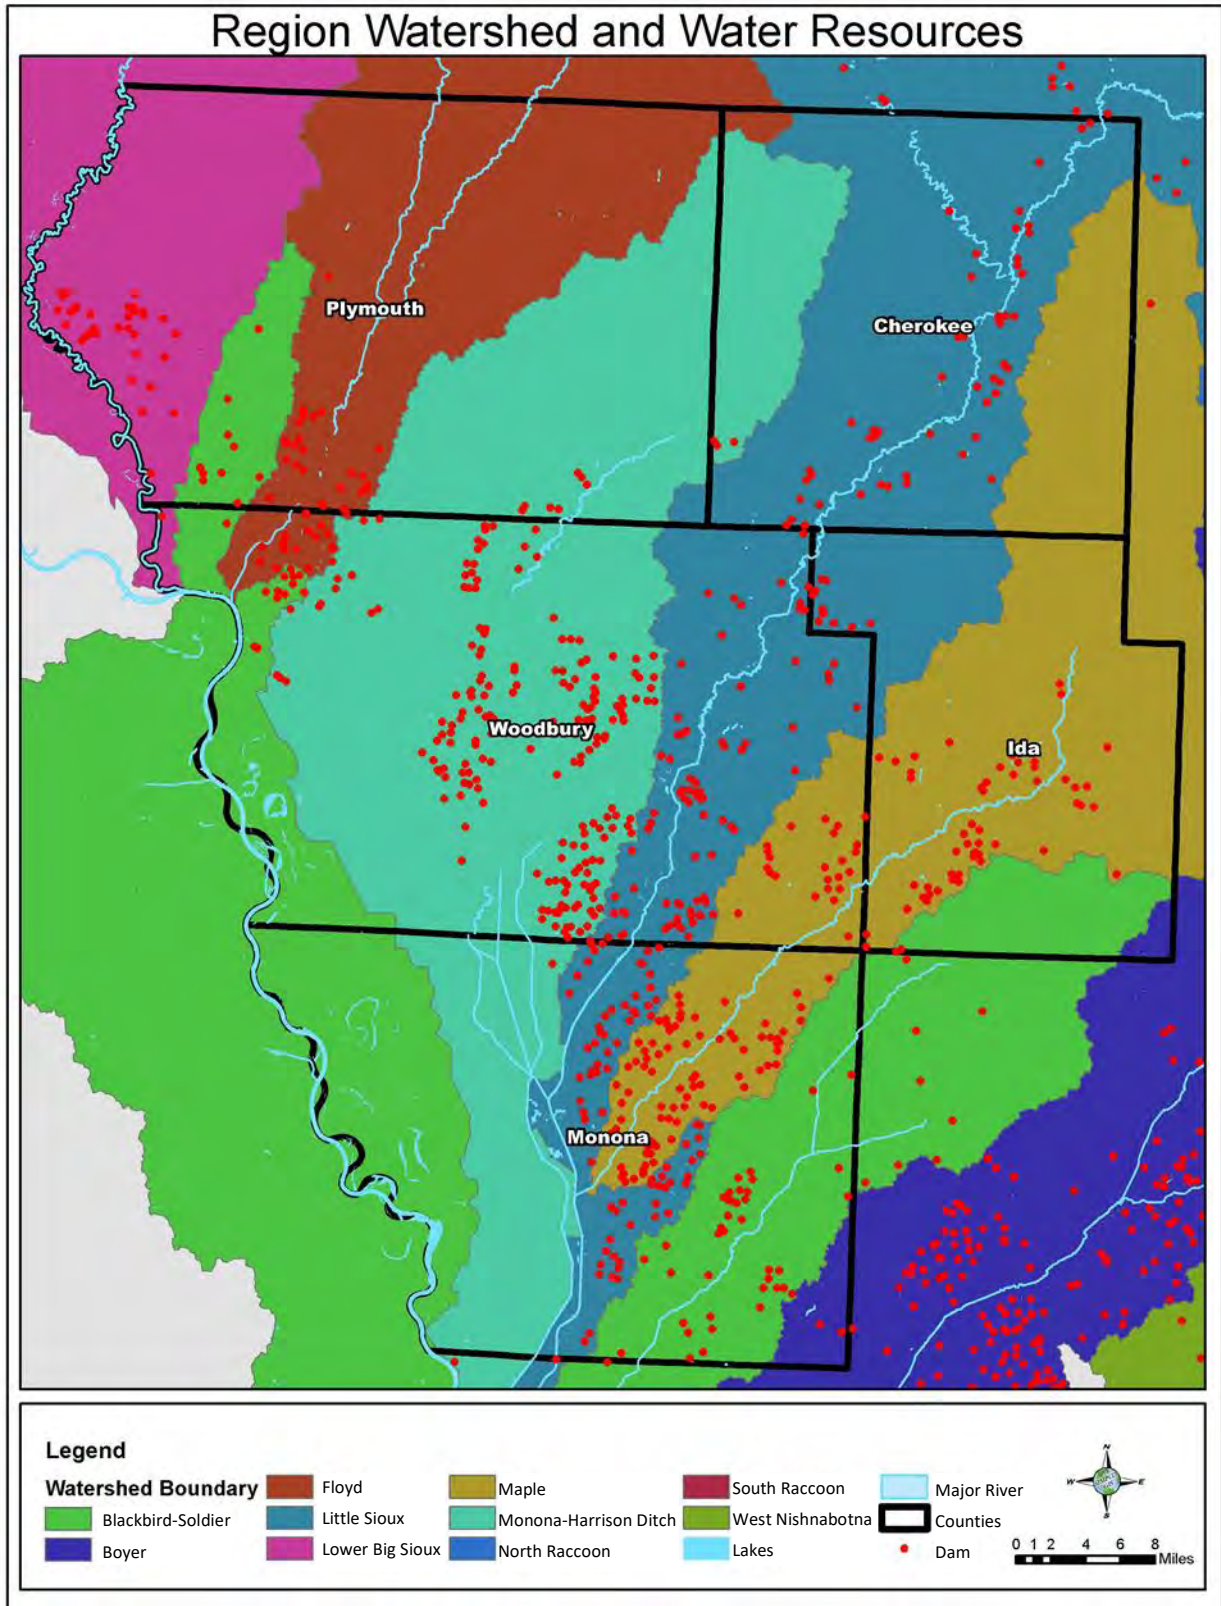 Region Watershed and Water Resources
Plymouth
Cherokee
Woodbury
Ida
Monona
Legend
Watershed Boundary
Blackbird-Soldier
Boyer
Floyd
Little Sioux
Lower Big Sioux
Maple
Monona-Harrison Ditch
North Raccoon
South Raccoon
West Nishnabotna
Lakes
Major River
Counties
Dam
N
W E
S
0 1 2 4 6 8
Miles